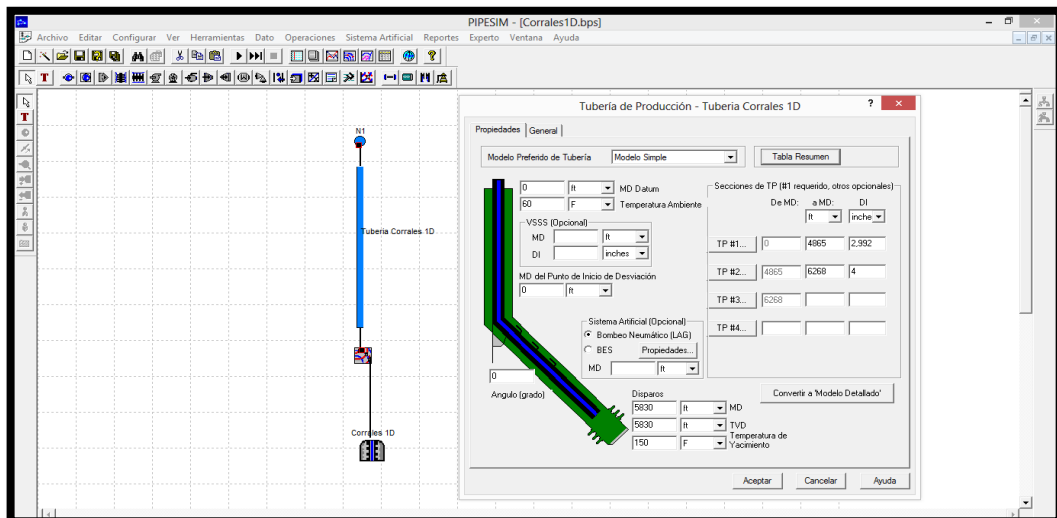 PIPESIM - [Corrales1D.bps]
Archivo Editar Configurar Ver Herramientas Dato Operaciones Sistema Artificial Reportes Experto Ventana Ayuda
N1
Tuberia Corrales 1D
Corrales 1D
Tubería de Producción - Tuberia Corrales 1D
Propiedades General
Modelo Preferido de Tubería Modelo Simple Tabla Resumen
0 ft MD Datum
60 F Temperatura Ambiente
VSSS (Opcional)
MD ft
DI inches
MD del Punto de Inicio de Desviación
0 ft
Secciones de TP (#1 requerido, otros opcionales)
De MD: a MD: DI
ft inche
TP #1... 0 4865 2,992
TP #2... 4865 6268 4
TP #3... 6268
TP #4...
Sistema Artificial (Opcional)
Bombeo Neumático (LAG)
BES Propiedades...
MD ft
0
Angulo (grado)
Convertir a 'Modelo Detallado'
Disparos
5830 ft MD
5830 ft TVD
150 F Temperatura de Yacimiento
Aceptar Cancelar Ayuda